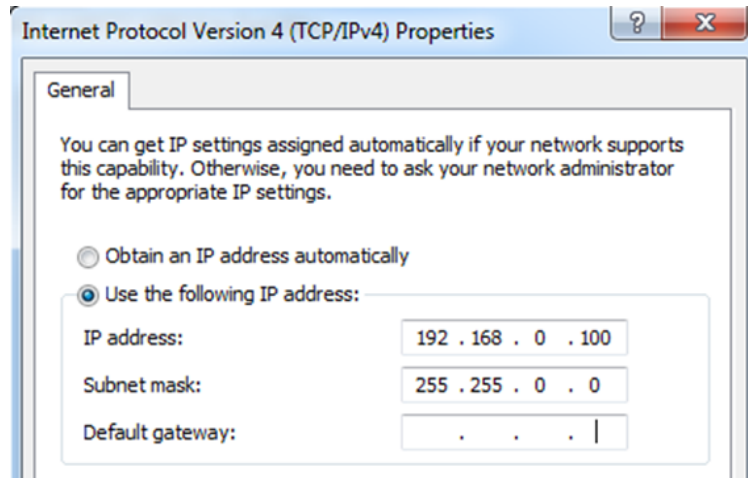 Internet Protocol Version 4 (TCP/IPv4) Properties
General
You can get IP settings assigned automatically if your network supports
this capability. Otherwise, you need to ask your network administrator
for the appropriate IP settings.
Obtain an IP address automatically
Use the following IP address:
IP address: 192 . 168 . 0 . 100
Subnet mask: 255 . 255 . 0 . 0
Default gateway: . . .